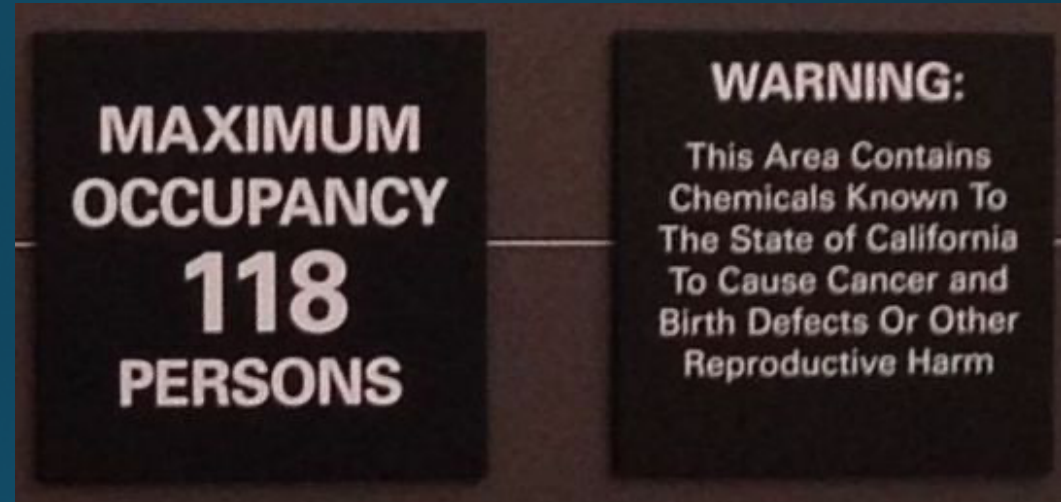 MAXIMUM
OCCUPANCY
118
PERSONS
WARNING:
This Area Contains
Chemicals Known To
The State of California
To Cause Cancer and
Birth Defects Or Other
Reproductive Harm